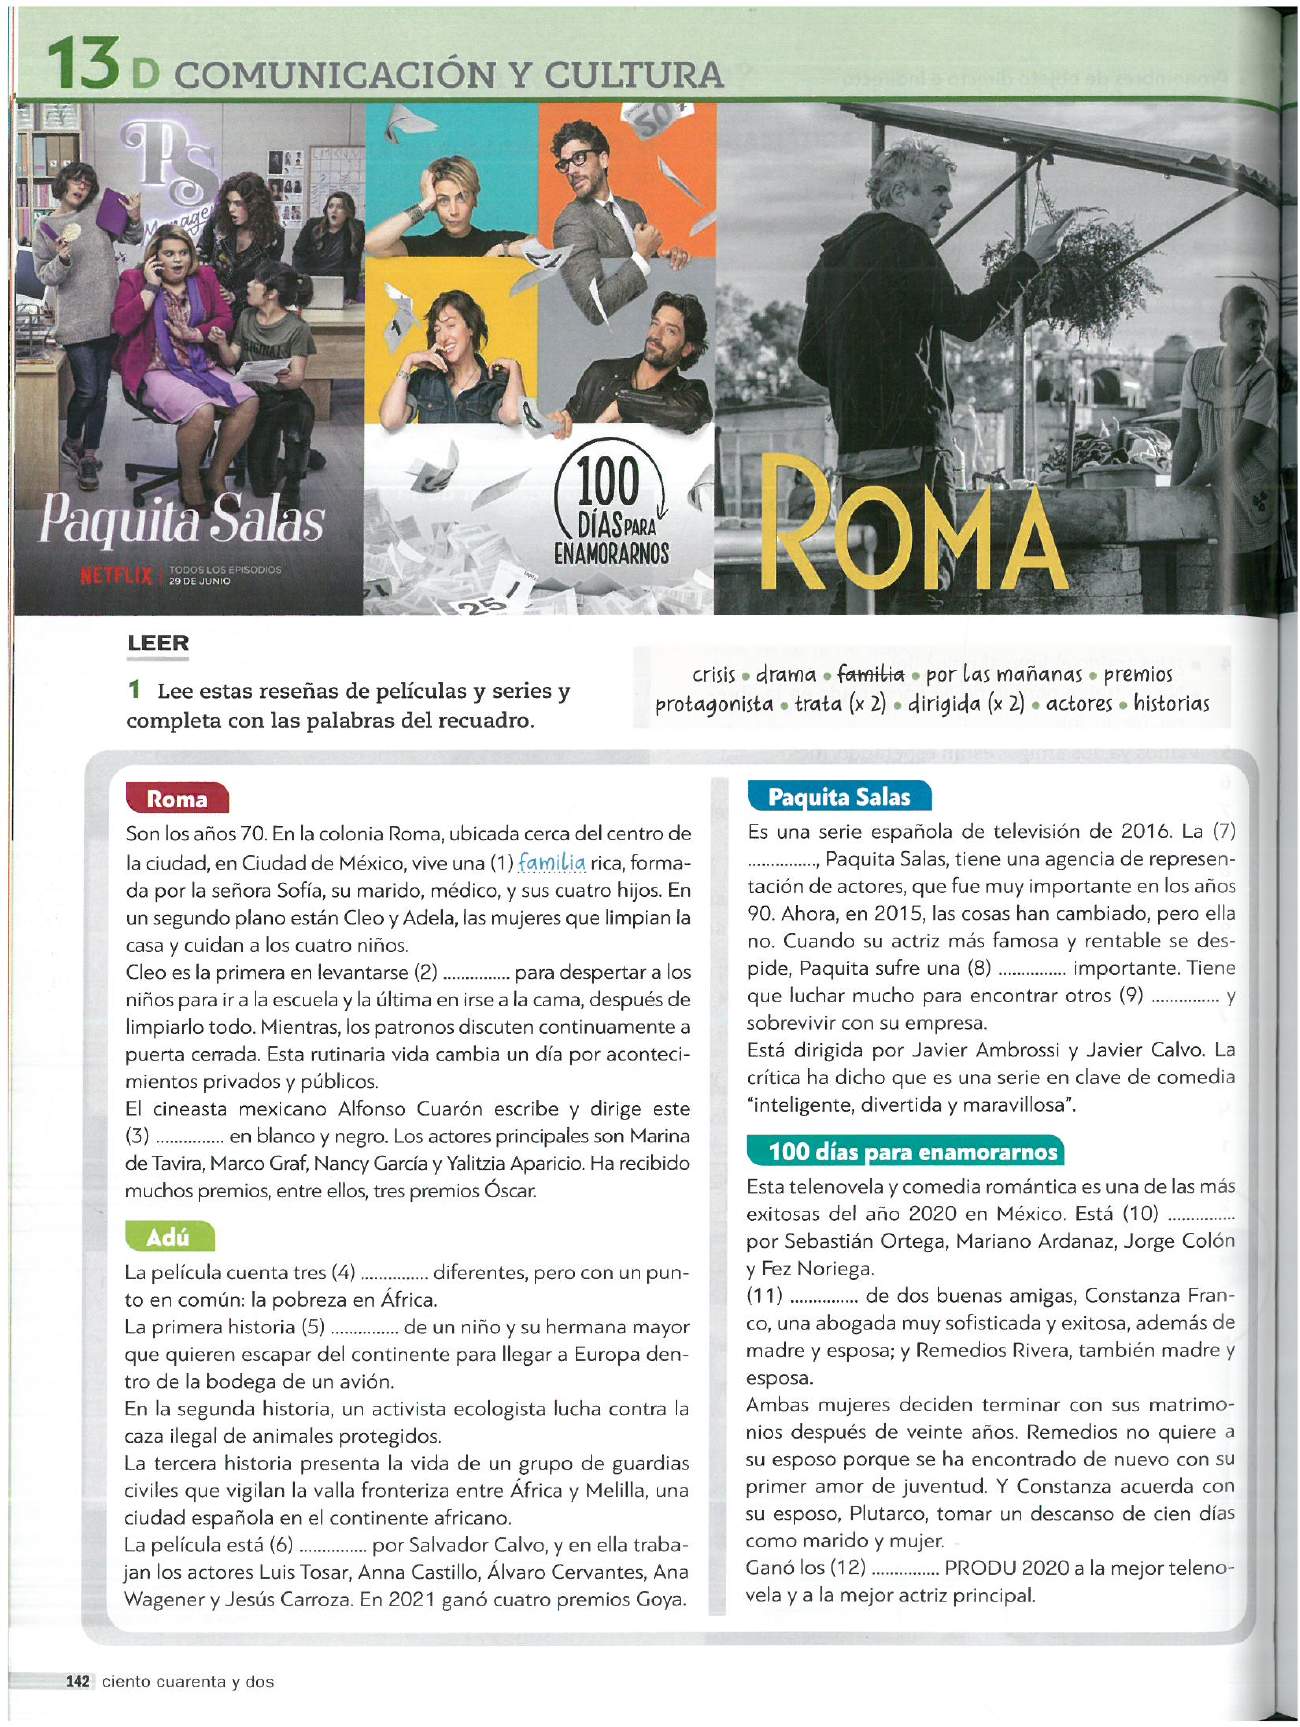 13 D COMUNICACIÓN Y CULTURA
PS
Manager
Paquita Salas
NETFLIX
TODOS LOS EPISODIOS
29 DE JUNIO
50
100
DÍAS PARA
ENAMORARNOS
25
1
ROMA
LEER
1 Lee estas reseñas de películas y series y
completa con las palabras del recuadro.
crisis • drama • familia • por las mañanas • premios
protagonista • trata (x 2) • dirigida (x 2) • actores • historias
Roma
Son los años 70. En la colonia Roma, ubicada cerca del centro de
la ciudad, en Ciudad de México, vive una (1) familia rica, forma-
da por la señora Sofía, su marido, médico, y sus cuatro hijos. En
un segundo plano están Cleo y Adela, las mujeres que limpian la
casa y cuidan a los cuatro niños.
Cleo es la primera en levantarse (2) ............... para despertar a los
niños para ir a la escuela y la última en irse a la cama, después de
limpiarlo todo. Mientras, los patronos discuten continuamente a
puerta cerrada. Esta rutinaria vida cambia un día por aconteci-
mientos privados y públicos.
El cineasta mexicano Alfonso Cuarón escribe y dirige este
(3) ............... en blanco y negro. Los actores principales son Marina
de Tavira, Marco Graf, Nancy García y Yalitzia Aparicio. Ha recibido
muchos premios, entre ellos, tres premios Óscar.
Adú
La película cuenta tres (4) ............... diferentes, pero con un pun-
to en común: la pobreza en África.
La primera historia (5) ............... de un niño y su hermana mayor
que quieren escapar del continente para llegar a Europa den-
tro de la bodega de un avión.
En la segunda historia, un activista ecologista lucha contra la
caza ilegal de animales protegidos.
La tercera historia presenta la vida de un grupo de guardias
civiles que vigilan la valla fronteriza entre África y Melilla, una
ciudad española en el continente africano.
La película está (6) ............... por Salvador Calvo, y en ella traba-
jan los actores Luis Tosar, Anna Castillo, Álvaro Cervantes, Ana
Wagener y Jesús Carroza. En 2021 ganó cuatro premios Goya.
Paquita Salas
Es una serie española de televisión de 2016. La (7)
..............., Paquita Salas, tiene una agencia de represen-
tación de actores, que fue muy importante en los años
90. Ahora, en 2015, las cosas han cambiado, pero ella
no. Cuando su actriz más famosa y rentable se des-
pide, Paquita sufre una (8) ............... importante. Tiene
que luchar mucho para encontrar otros (9) ............... y
sobrevivir con su empresa.
Está dirigida por Javier Ambrossi y Javier Calvo. La
crítica ha dicho que es una serie en clave de comedia
“inteligente, divertida y maravillosa”.
100 días para enamorarnos
Esta telenovela y comedia romántica es una de las más
exitosas del año 2020 en México. Está (10) ...............
por Sebastián Ortega, Mariano Ardanaz, Jorge Colón
y Fez Noriega.
(11) ............... de dos buenas amigas, Constanza Fran-
co, una abogada muy sofisticada y exitosa, además de
madre y esposa; y Remedios Rivera, también madre y
esposa.
Ambas mujeres deciden terminar con sus matrimo-
nios después de veinte años. Remedios no quiere a
su esposo porque se ha encontrado de nuevo con su
primer amor de juventud. Y Constanza acuerda con
su esposo, Plutarco, tomar un descanso de cien días
como marido y mujer.
Ganó los (12) ............... PRODU 2020 a la mejor teleno-
vela y a la mejor actriz principal.
142 ciento cuarenta y dos